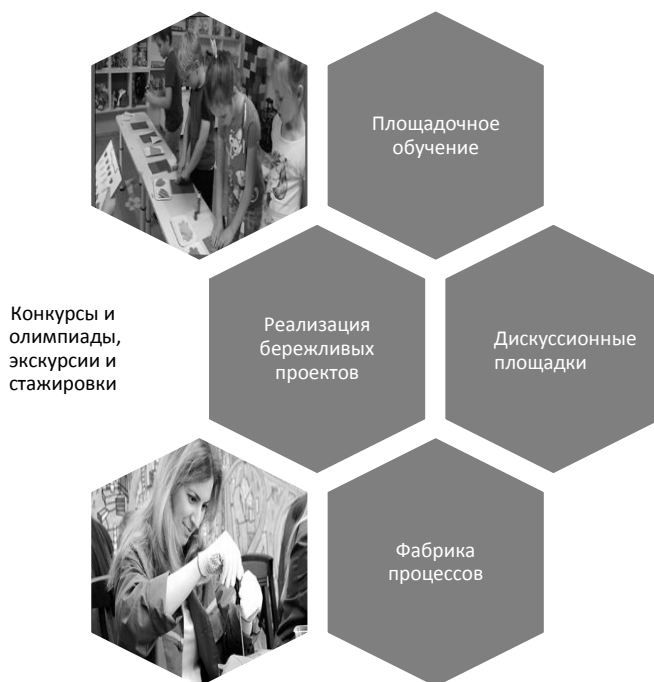 Площадочное
обучение
Конкурсы и
олимпиады,
экскурсии и
стажировки
Реализация
бережливых
проектов
Дискуссионные
площадки
Фабрика
процессов